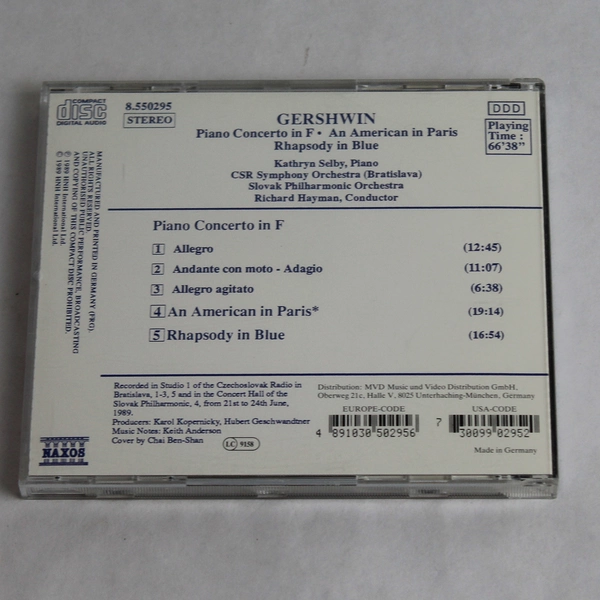 COMPACT
disc
DIGITAL AUDIO
8.550295
STEREO
GERSHWIN
Piano Concerto in F • An American in Paris
Rhapsody in Blue
Kathryn Selby, Piano
CSR Symphony Orchestra (Bratislava)
Slovak Philharmonic Orchestra
Richard Hayman, Conductor
DDD
Playing
Time :
66'38"
MANUFACTURED AND PRINTED IN GERMANY (FRG).
ALL RIGHTS RESERVED.
UNAUTHORISED PUBLIC PERFORMANCE, BROADCASTING
AND COPYING OF THIS COMPACT DISC PROHIBITED.
℗ 1989 HNH International Ltd.
© 1989 HNH International Ltd.
Piano Concerto in F
1 Allegro (12:45)
2 Andante con moto - Adagio (11:07)
3 Allegro agitato (6:38)
4 An American in Paris* (19:14)
5 Rhapsody in Blue (16:54)
Recorded in Studio 1 of the Czechoslovak Radio in
Bratislava, 1-3, 5 and in the Concert Hall of the
Slovak Philharmonic, 4, from 21st to 24th June,
1989.
Producers: Karol Kopernicky, Hubert Geschwandtner
Music Notes: Keith Anderson
Cover by Chai Ben-Shan
LC 9158
NAXOS
Distribution: MVD Music und Video Distribution GmbH,
Oberweg 21c, Halle V, 8025 Unterhaching-München, Germany
EUROPE-CODE
4 891030 502956
USA-CODE
7 30099 02952
Made in Germany